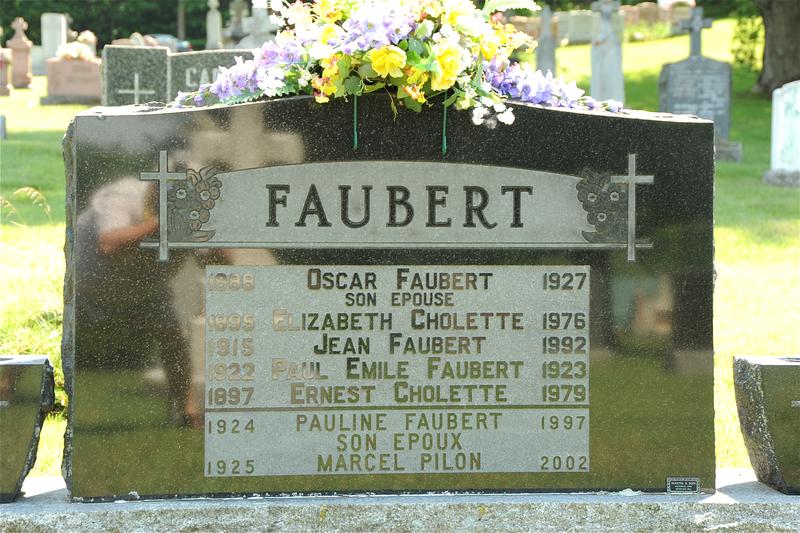 FAUBERT
1888 OSCAR FAUBERT 1927
SON EPOUSE
1895 ELIZABETH CHOLETTE 1976
1915 JEAN FAUBERT 1992
1922 PAUL EMILE FAUBERT 1923
1897 ERNEST CHOLETTE 1979
1924 PAULINE FAUBERT 1997
SON EPOUX
1925 MARCEL PILON 2002